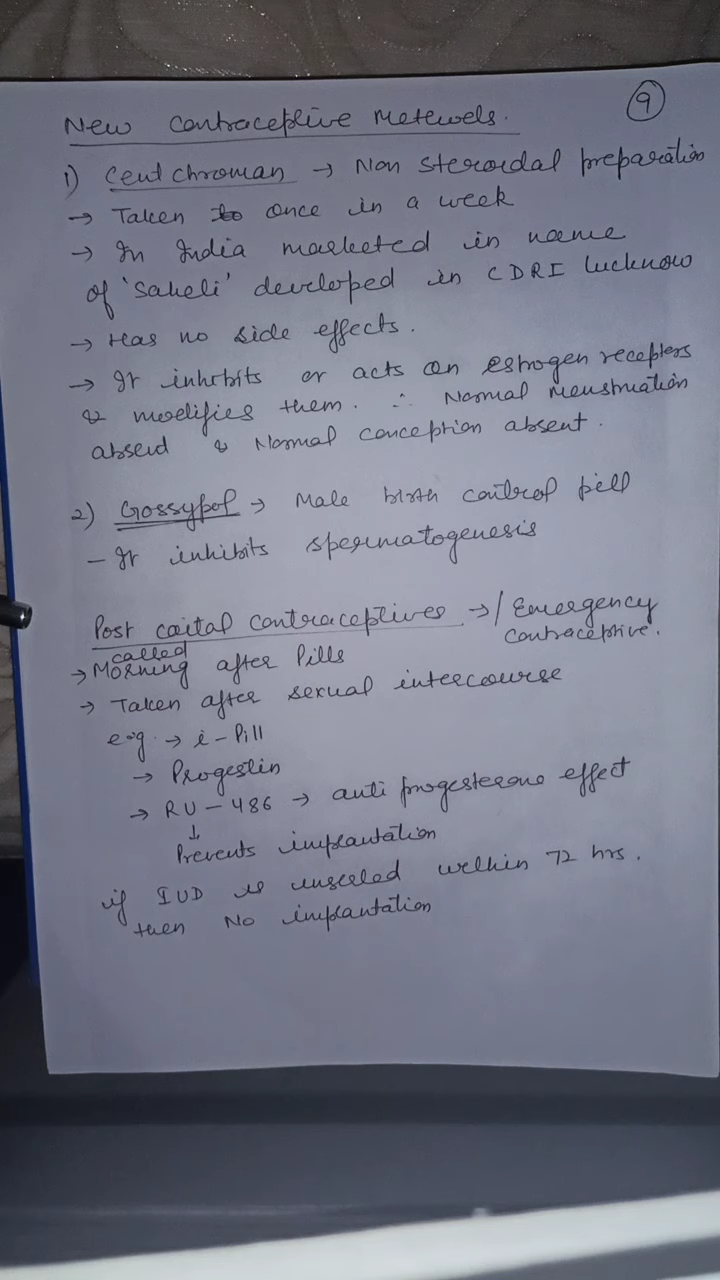 New contraceptive Metewels.
9
1) Centchroman → Non steroidal preparation
→ Taken to once in a week
→ In India marketed in name
of 'Saheli' developed in CDRI Lucknow
→ Has no side effects.
→ It inhibits or acts on estrogen recepters
& modifies them. ∴ Normal Menstruation
absend & Normal conception absent.
2) Gossypol → Male birth control pill
- It inhibits spermatogenesis
Post coital contraceptives → / Emergency
contraceptive.
called
→ Morning after Pills
→ Taken after sexual intercourse
e.g. → i-Pill
→ Progestin
→ RU-486 → anti progesterone effect
↓
Prevents implantation
if IUD is inserted within 72 hrs.
then No implantation